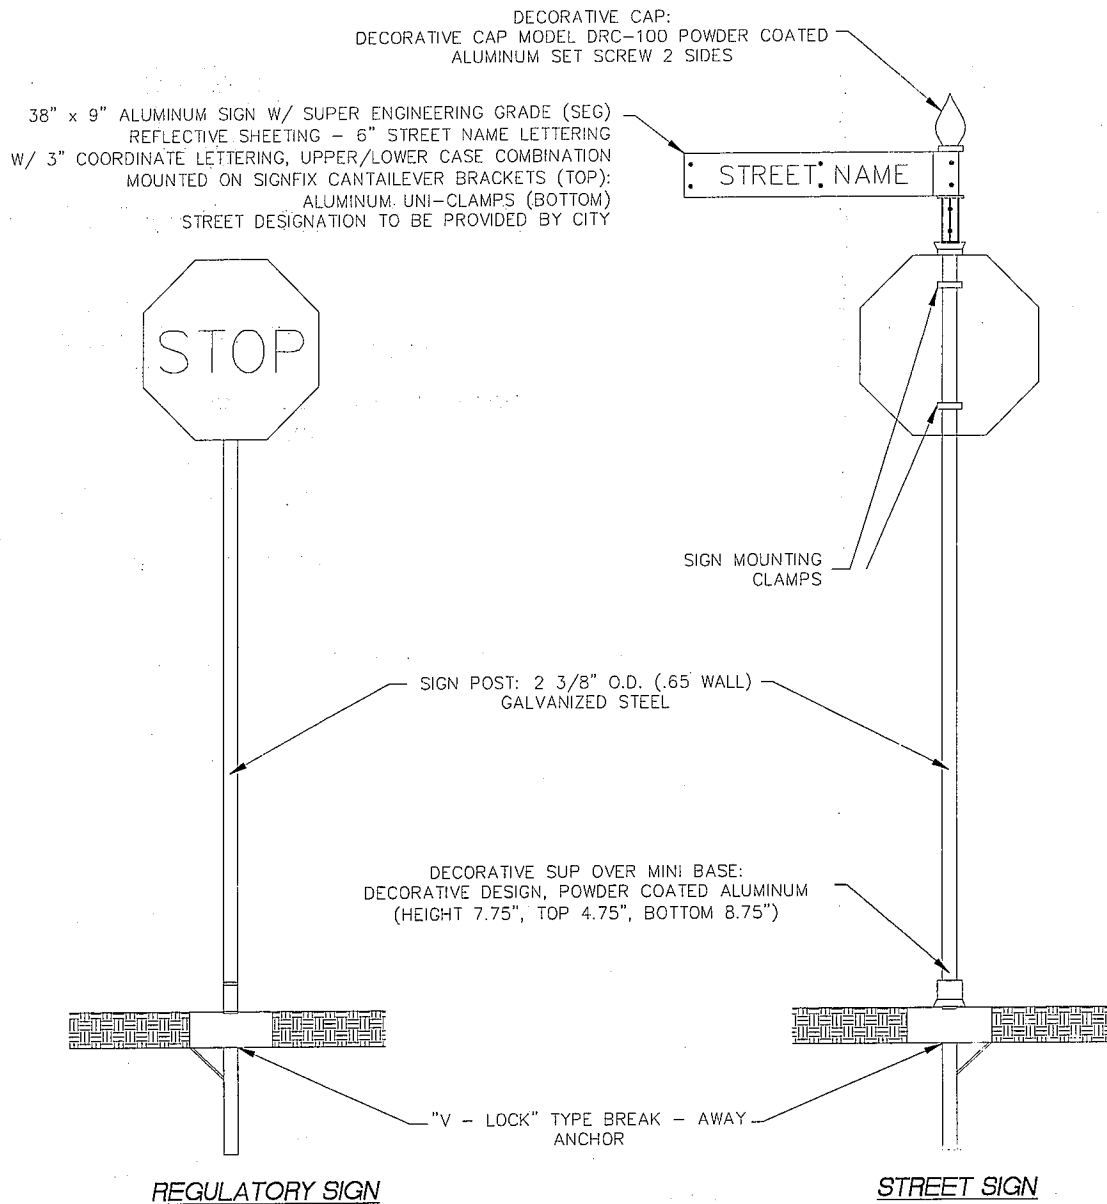 DECORATIVE CAP:
DECORATIVE CAP MODEL DRC-100 POWDER COATED
ALUMINUM SET SCREW 2 SIDES
38" x 9" ALUMINUM SIGN W/ SUPER ENGINEERING GRADE (SEG)
REFLECTIVE SHEETING - 6" STREET NAME LETTERING
W/ 3" COORDINATE LETTERING, UPPER/LOWER CASE COMBINATION
MOUNTED ON SIGNFIX CANTAILEVER BRACKETS (TOP):
ALUMINUM UNI-CLAMPS (BOTTOM)
STREET DESIGNATION TO BE PROVIDED BY CITY
STREET NAME
STOP
SIGN MOUNTING
CLAMPS
SIGN POST: 2 3/8" O.D. (.65 WALL)
GALVANIZED STEEL
DECORATIVE SUP OVER MINI BASE:
DECORATIVE DESIGN, POWDER COATED ALUMINUM
(HEIGHT 7.75", TOP 4.75", BOTTOM 8.75")
"V - LOCK" TYPE BREAK - AWAY
ANCHOR
REGULATORY SIGN
STREET SIGN